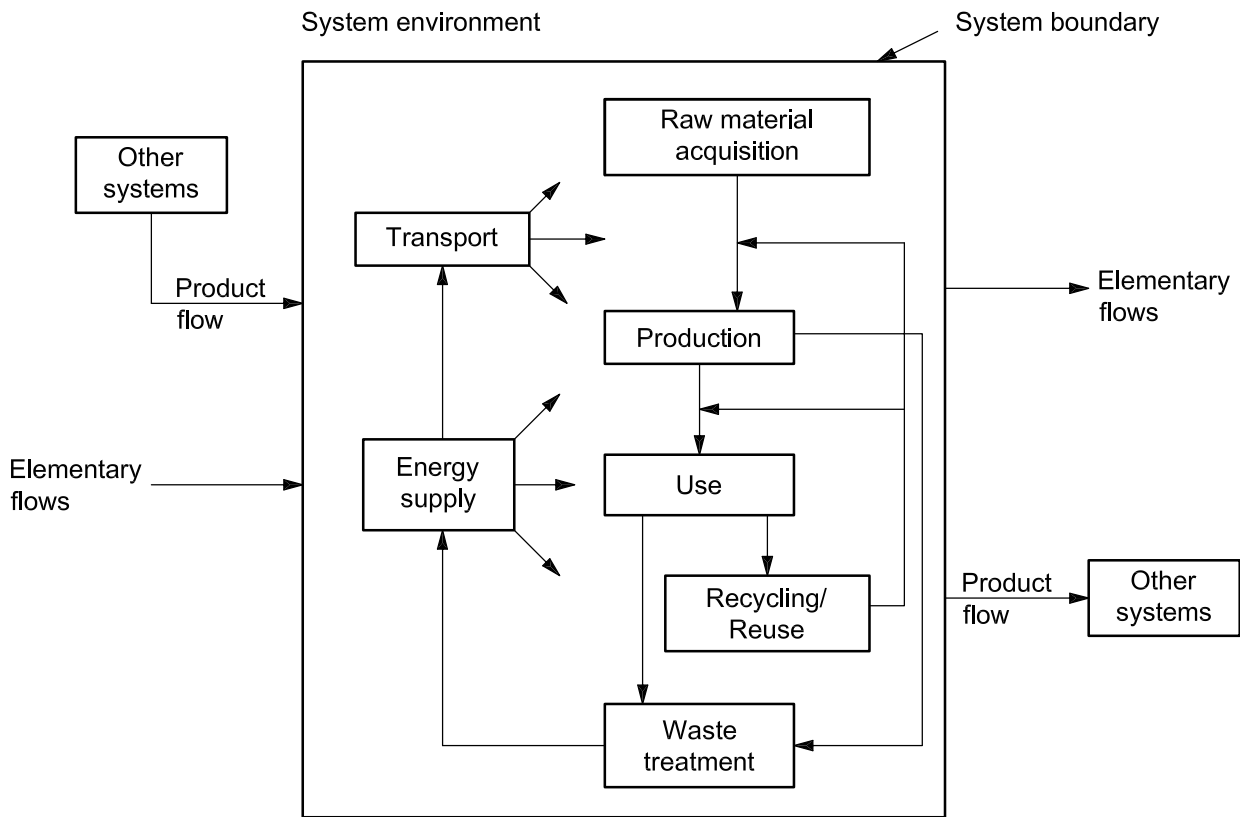 System environment
System boundary
Raw material
acquisition
Other
systems
Transport
Product
flow
Elementary
flows
Production
Energy
supply
Elementary
flows
Use
Recycling/
Reuse
Product
flow
Other
systems
Waste
treatment